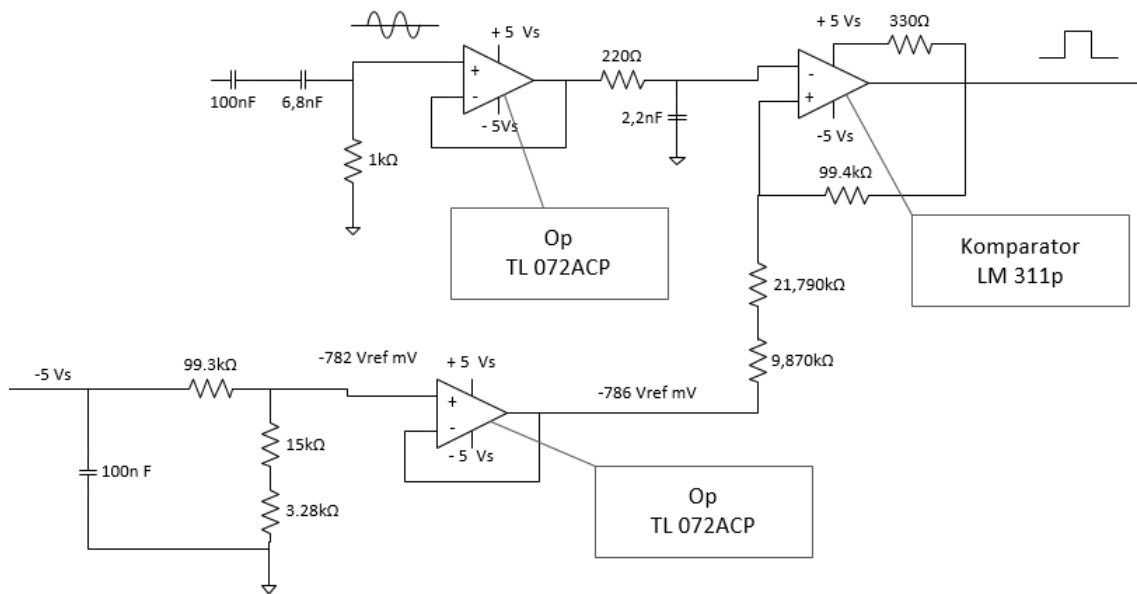 + 5 Vs
220Ω
+ 5 Vs
330Ω
+
-
-
+
100nF
6,8nF
- 5Vs
2,2nF
-5 Vs
1kΩ
99.4kΩ
Op
TL 072ACP
Komparator
LM 311p
21,790kΩ
-5 Vs
99.3kΩ
-782 Vref mV
+ 5 Vs
9,870kΩ
-786 Vref mV
+
-
15kΩ
100n F
- 5 Vs
3.28kΩ
Op
TL 072ACP